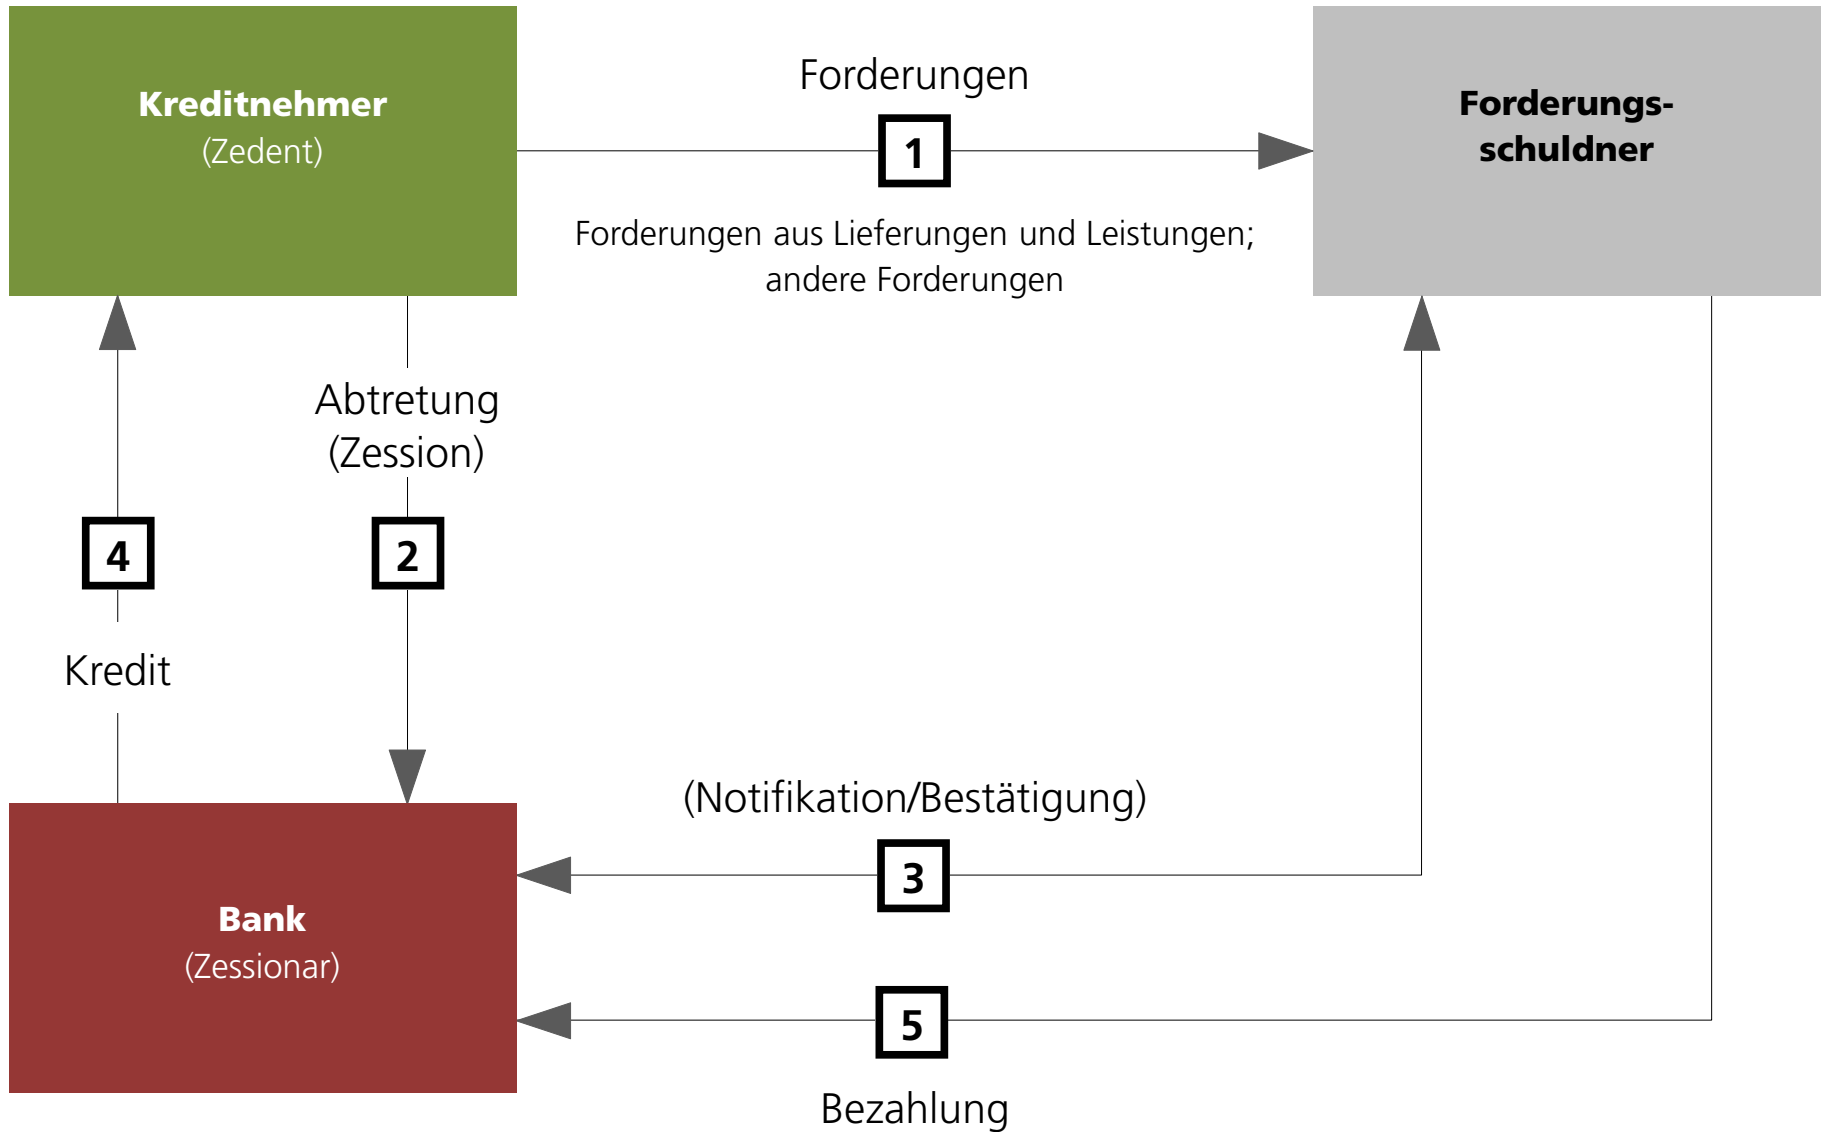 Kreditnehmer
(Zedent)
Forderungen
1
Forderungen aus Lieferungen und Leistungen;
andere Forderungen
Forderungs-
schuldner
Abtretung
(Zession)
4
2
Kredit
(Notifikation/Bestätigung)
3
Bank
(Zessionar)
5
Bezahlung